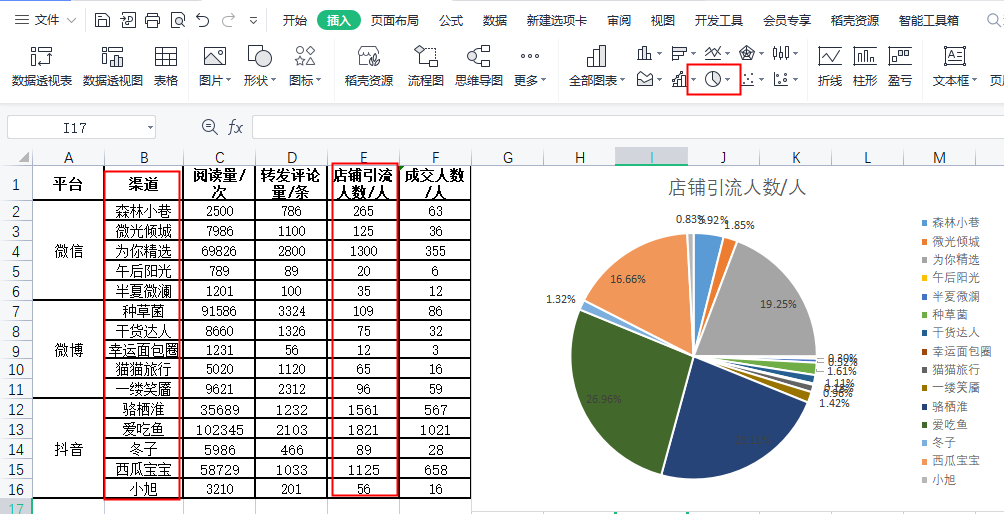 文件 开始 插入 页面布局 公式 数据 新建选项卡 审阅 视图 开发工具 会员专享 稻壳资源 智能工具箱
数据透视表 数据透视图 表格 图片 形状 图标 稻壳资源 流程图 思维导图 更多 全部图表 折线 柱形 盈亏 文本框
I17 fx
A B C D E F G H I J K L M
1 平台 渠道 阅读量/次 转发评论量/条 店铺引流人数/人 成交人数/人
2 森林小巷 2500 786 265 63
3 微光倾城 7986 1100 125 36
4 微信 为你精选 69826 2800 1300 355
5 午后阳光 789 89 20 6
6 半夏微澜 1201 100 35 12
7 种草菌 91586 3324 109 86
8 干货达人 8660 1326 75 32
9 微博 幸运面包圈 1231 56 12 3
10 猫猫旅行 5020 1120 65 16
11 一缕笑靥 9621 2312 96 59
12 骆栖淮 35689 1232 1561 567
13 爱吃鱼 102345 2103 1821 1021
14 抖音 冬子 5986 466 89 28
15 西瓜宝宝 58729 1033 1125 658
16 小旭 3210 201 56 16
17
店铺引流人数/人
0.83%
3.92%
1.85%
16.66%
19.25%
1.32%
1.61%
1.11%
1.42%
26.96%
森林小巷
微光倾城
为你精选
午后阳光
半夏微澜
种草菌
干货达人
幸运面包圈
猫猫旅行
一缕笑靥
骆栖淮
爱吃鱼
冬子
西瓜宝宝
小旭